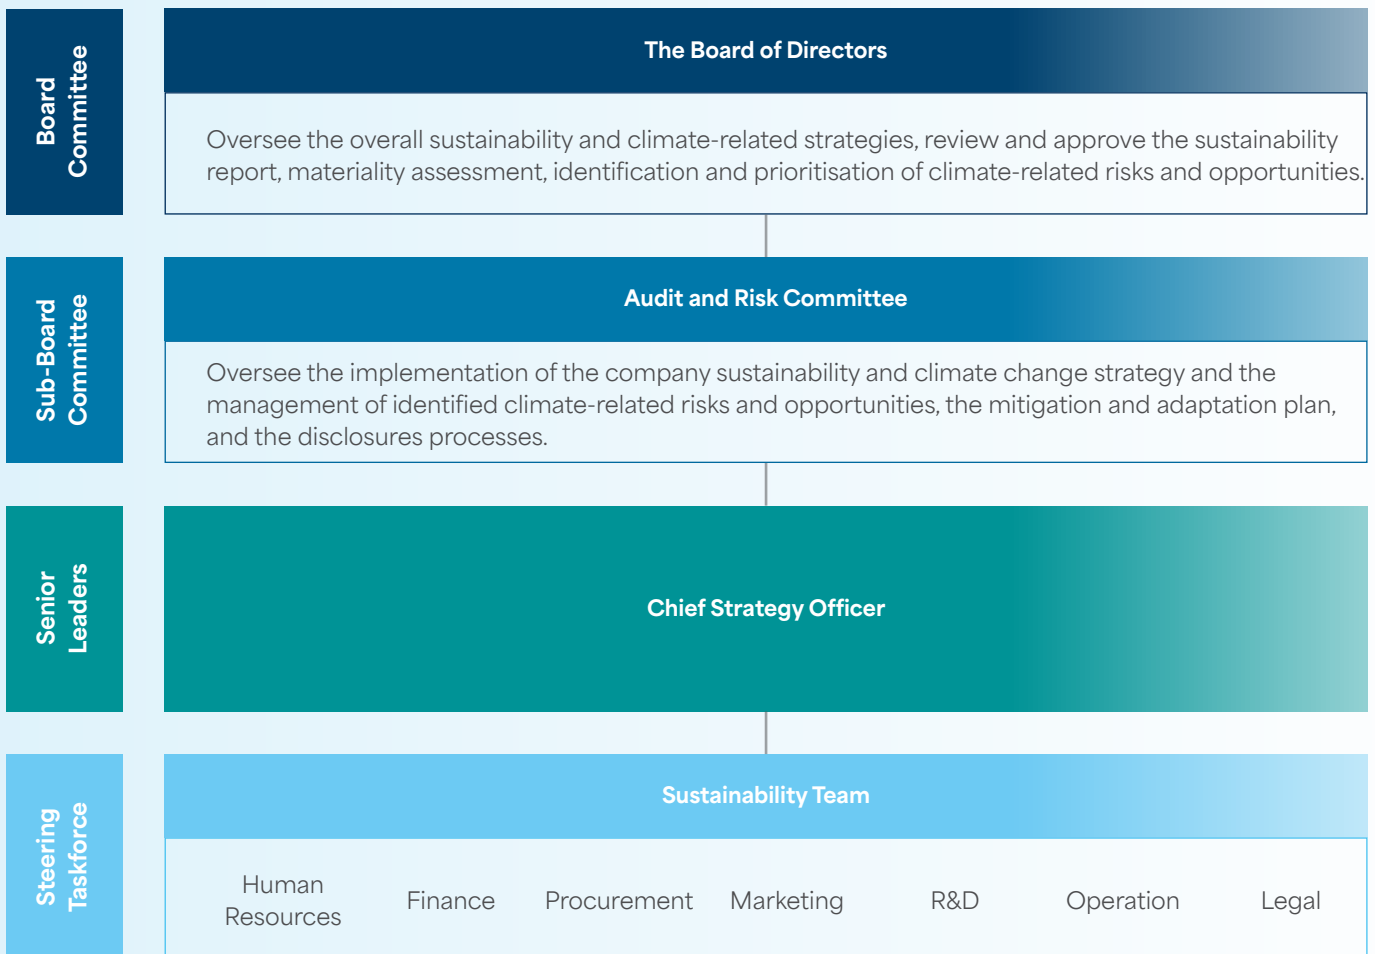 Board
Committee
The Board of Directors
Oversee the overall sustainability and climate-related strategies, review and approve the sustainability
report, materiality assessment, identification and prioritisation of climate-related risks and opportunities.
Sub-Board
Committee
Audit and Risk Committee
Oversee the implementation of the company sustainability and climate change strategy and the
management of identified climate-related risks and opportunities, the mitigation and adaptation plan,
and the disclosures processes.
Senior
Leaders
Chief Strategy Officer
Steering
Taskforce
Sustainability Team
Human
Resources
Finance
Procurement
Marketing
R&D
Operation
Legal